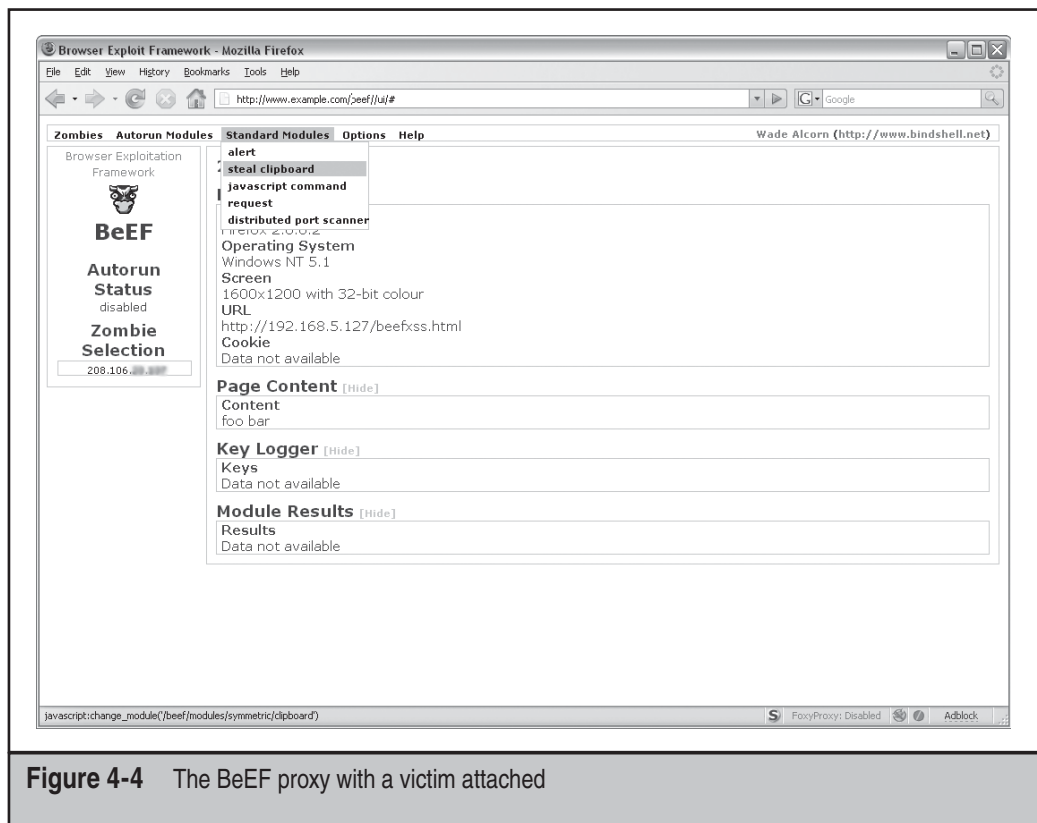 Browser Exploit Framework - Mozilla Firefox
File Edit View History Bookmarks Tools Help
http://www.example.com/beef//ui/#
G Google
Zombies Autorun Modules Standard Modules Options Help
Wade Alcorn (http://www.bindshell.net)
Browser Exploitation
Framework
BeEF
Autorun
Status
disabled
Zombie
Selection
208.106.
alert
steal clipboard
javascript command
request
distributed port scanner
Firefox 2.0.0.2
Operating System
Windows NT 5.1
Screen
1600x1200 with 32-bit colour
URL
http://192.168.5.127/beefxss.html
Cookie
Data not available
Page Content [Hide]
Content
foo bar
Key Logger [Hide]
Keys
Data not available
Module Results [Hide]
Results
Data not available
javascript:change_module('/beef/modules/symmetric/clipboard')
S FoxyProxy: Disabled Adblock
Figure 4-4 The BeEF proxy with a victim attached